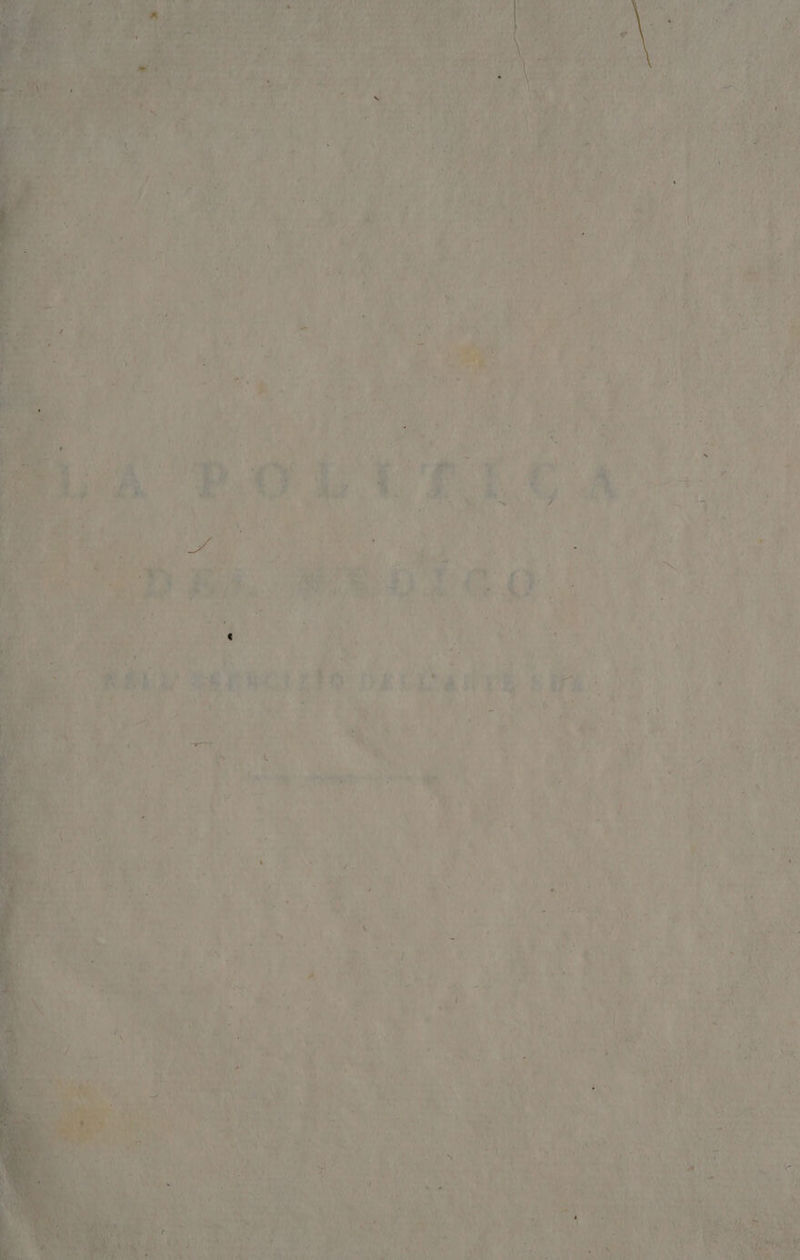 LA POLITICA
DEL MEDICO
NELL' ESERCIZIO DELL'ARTE SUA